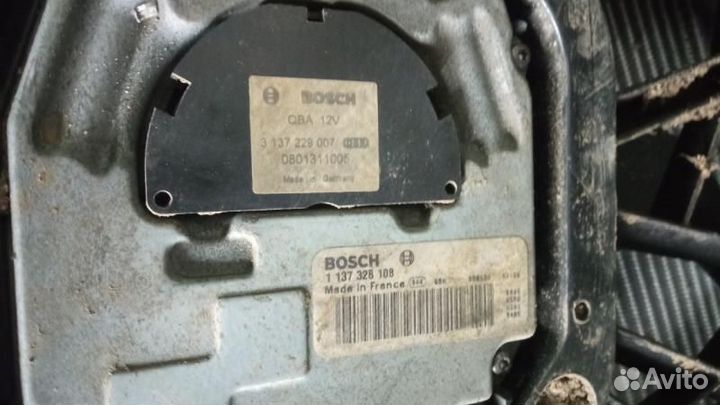 BOSCH
QBA 12V
3 137 229 007
0801311006
Made in Germany
BOSCH
1 137 328 108
Made in France
Avito